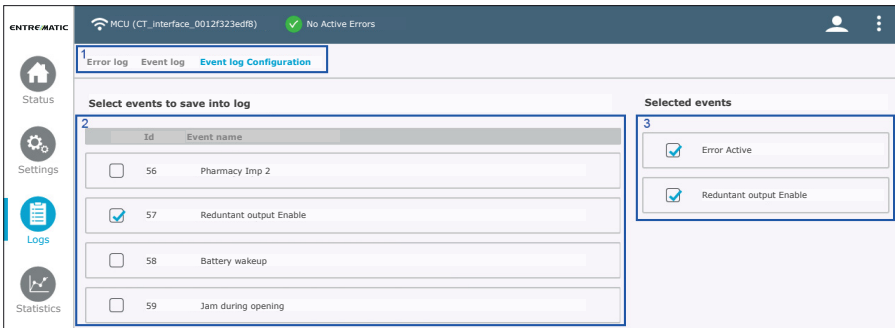 ENTREMATIC
MCU (CT_interface_0012f323edf8) No Active Errors
1
Error log Event log Event log Configuration
Status
Select events to save into log
Selected events
2
Id Event name
3
Error Active
56 Pharmacy Imp 2
Settings
57 Reduntant output Enable
Reduntant output Enable
Logs
58 Battery wakeup
59 Jam during opening
Statistics